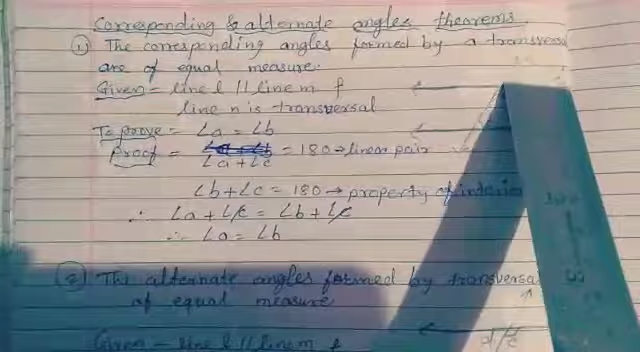 Corresponding & alternate angles theorems
① The corresponding angles formed by a
are of equal measure.
Given = line l || line m &
line n is transversal
To prove = ∠a = ∠b
Proof = ∠a + ∠c = 180 → linear pair
∠b + ∠c = 180 → property of
∴ ∠a + ∠c = ∠b + ∠c
∴ ∠a = ∠b
② The alternate angles formed by
of equal measure
Given - line l || line m &